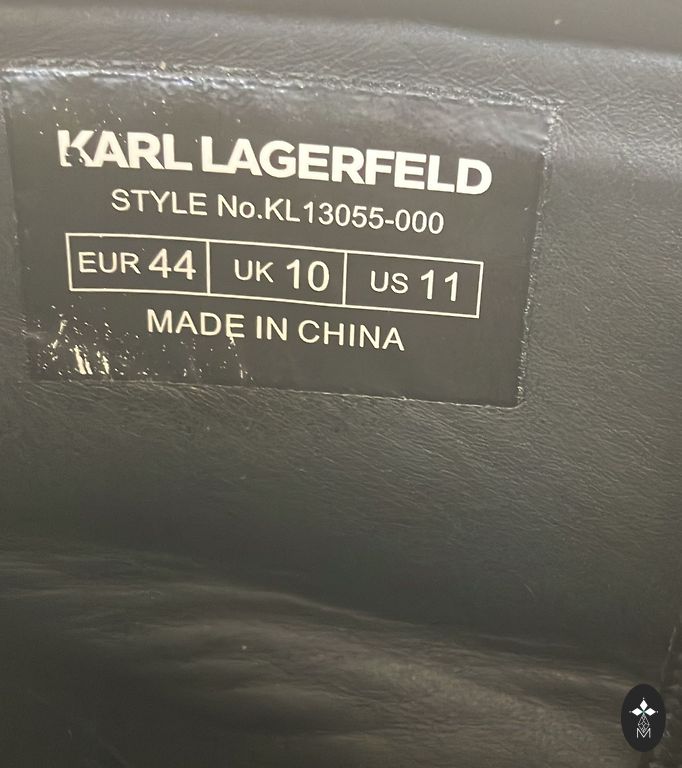 KARL LAGERFELD
STYLE No.KL13055-000
EUR 44 UK 10 US 11
MADE IN CHINA
M